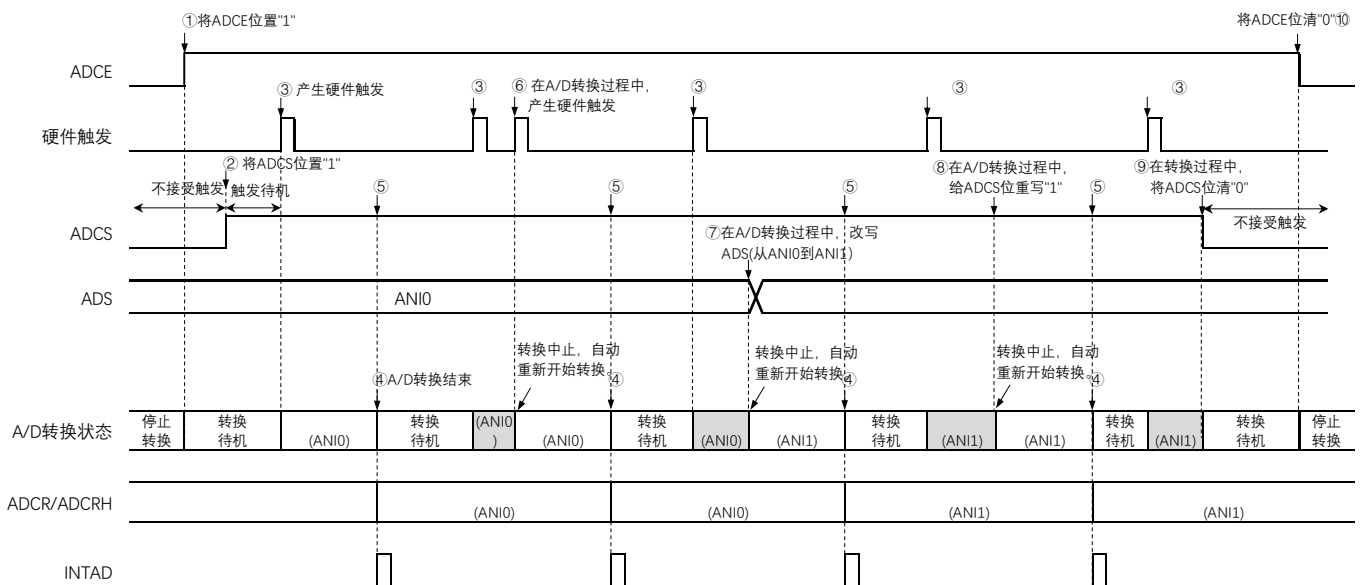 ①将ADCE位置"1"
将ADCE位清"0"⑩
ADCE
③ 产生硬件触发
③
⑥ 在A/D转换过程中，
产生硬件触发
③
③
③
硬件触发
② 将ADCS位置"1"
⑧在A/D转换过程中，
给ADCS位重写"1"
⑨在转换过程中，
将ADCS位清"0"
不接受触发
触发待机
⑤
⑤
⑤
⑤
不接受触发
ADCS
⑦在A/D转换过程中，改写
ADS(从ANI0到ANI1)
ADS
ANI0
转换中止，自动
重新开始转换。
转换中止，自动
重新开始转换。
转换中止，自动
重新开始转换。
④A/D转换结束
④
④
④
A/D转换状态
停止
转换
转换
待机
(ANI0)
转换
待机
(ANI0
)
(ANI0)
转换
待机
(ANI0)
(ANI1)
转换
待机
(ANI1)
(ANI1)
转换
待机
(ANI1)
转换
待机
停止
转换
ADCR/ADCRH
(ANI0)
(ANI0)
(ANI1)
(ANI1)
INTAD